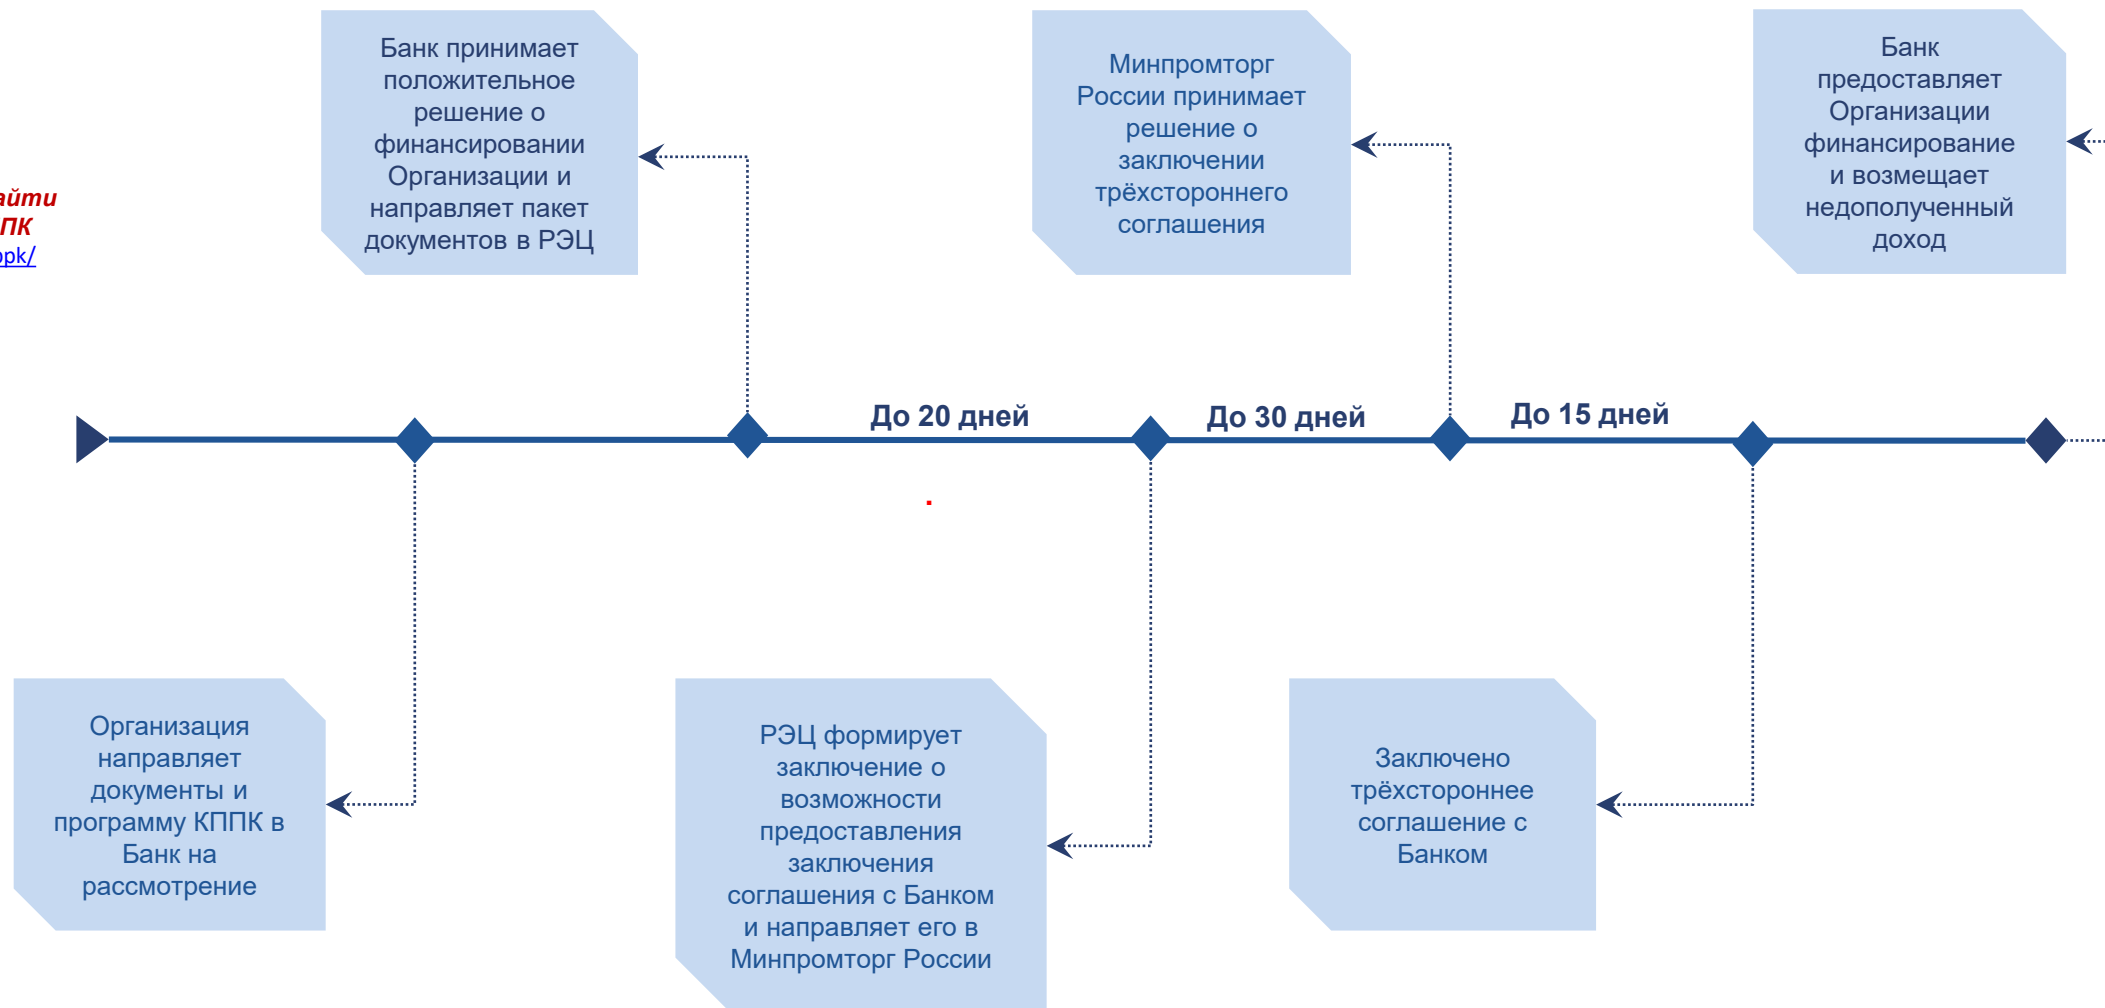 Банк принимает
положительное
решение о
финансировании
Организации и
направляет пакет
документов в РЭЦ
Минпромторг
России принимает
решение о
заключении
трёхстороннего
соглашения
Банк
предоставляет
Организации
финансирование
и возмещает
недополученный
доход
айти
ПК
ppk/
До 20 дней
До 30 дней
До 15 дней
.
Организация
направляет
документы и
программу КППК в
Банк на
рассмотрение
РЭЦ формирует
заключение о
возможности
предоставления
заключения
соглашения с Банком
и направляет его в
Минпромторг России
Заключено
трёхстороннее
соглашение с
Банком